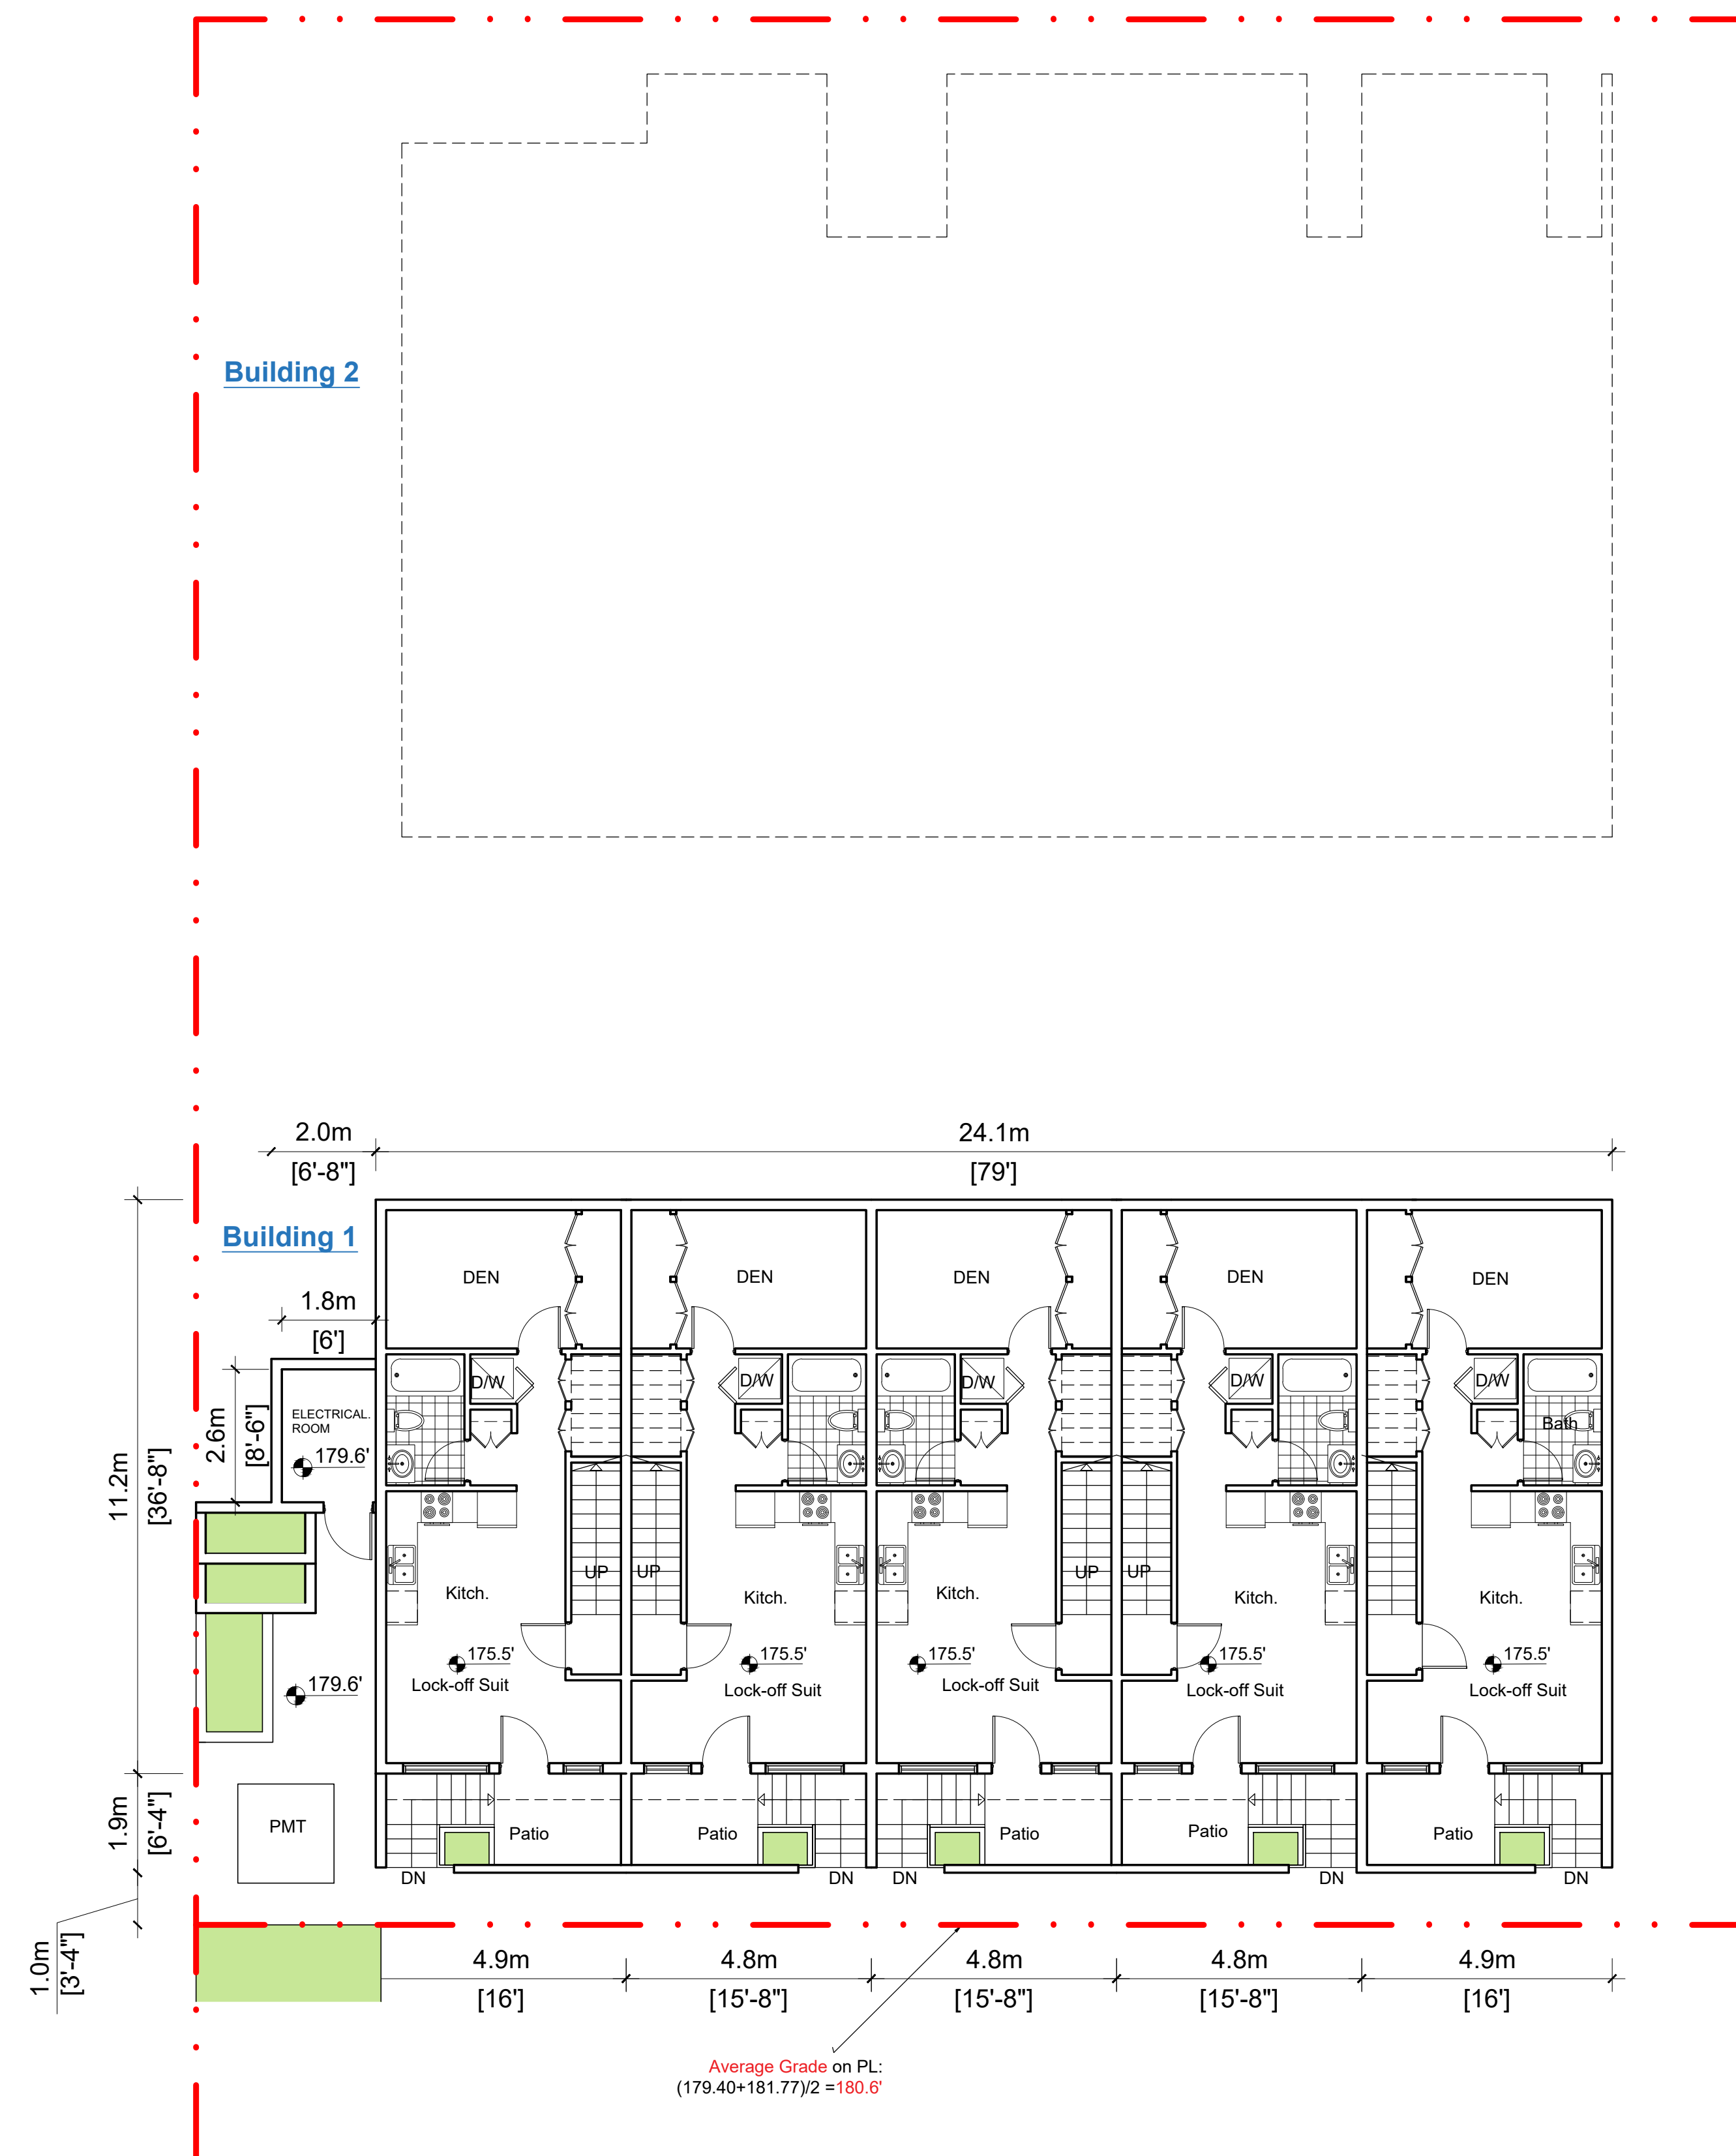 Building 2
2.0m
[6'-8"]
24.1m
[79']
Building 1
1.8m
[6']
11.2m
[36'-8"]
2.6m
[8'-6"]
ELECTRICAL.
ROOM
179.6'
179.6'
DEN
DEN
DEN
DEN
DEN
D/W
D/W
D/W
D/W
D/W
Bath
UP
UP
UP
UP
Kitch.
Kitch.
Kitch.
Kitch.
Kitch.
175.5'
175.5'
175.5'
175.5'
175.5'
Lock-off Suit
Lock-off Suit
Lock-off Suit
Lock-off Suit
Lock-off Suit
1.9m
[6'-4"]
PMT
Patio
Patio
Patio
Patio
Patio
DN
DN
DN
DN
DN
1.0m
[3'-4"]
4.9m
[16']
4.8m
[15'-8"]
4.8m
[15'-8"]
4.8m
[15'-8"]
4.9m
[16']
Average Grade on PL:
(179.40+181.77)/2 =180.6'